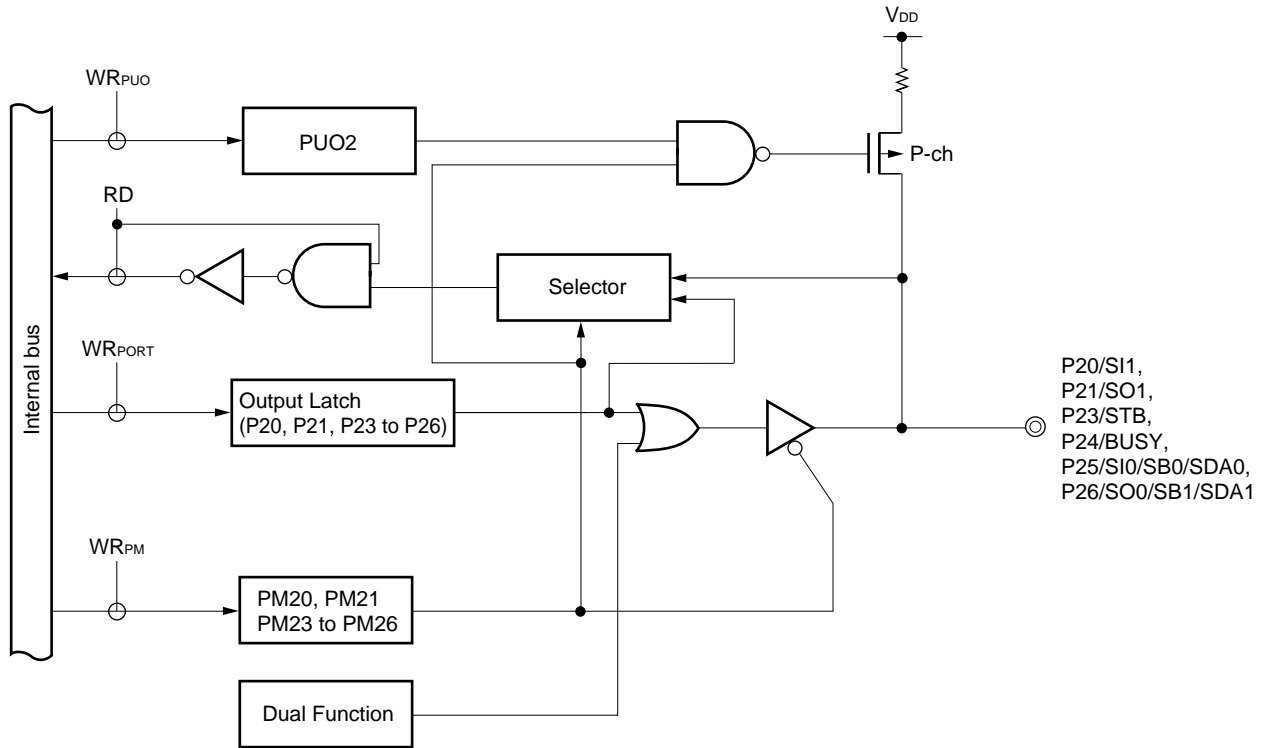 VDD
WRPUO
PUO2
P-ch
RD
Selector
Internal bus
WRPORT
Output Latch
(P20, P21, P23 to P26)
P20/SI1,
P21/SO1,
P23/STB,
P24/BUSY,
P25/SI0/SB0/SDA0,
P26/SO0/SB1/SDA1
WRPM
PM20, PM21
PM23 to PM26
Dual Function